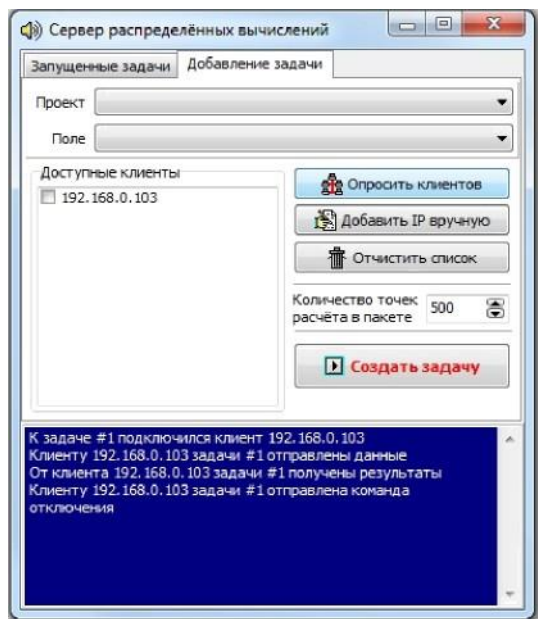 Сервер распределённых вычислений
Запущенные задачи Добавление задачи
Проект
Поле
Доступные клиенты
192.168.0.103
Опросить клиентов
Добавить IP вручную
Отчистить список
Количество точек
расчёта в пакете 500
Создать задачу
К задаче #1 подключился клиент 192.168.0.103
Клиенту 192.168.0.103 задачи #1 отправлены данные
От клиента 192.168.0.103 задачи #1 получены результаты
Клиенту 192.168.0.103 задачи #1 отправлена команда
отключения